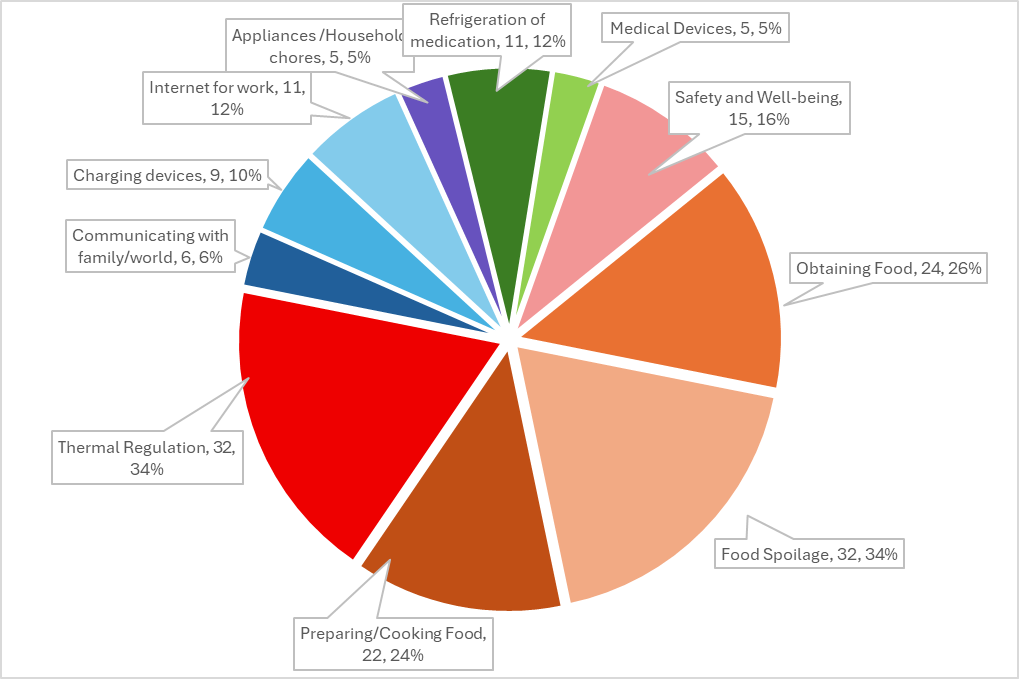 Refrigeration of
medication, 11, 12%
Medical Devices, 5, 5%
Appliances /Household
chores, 5, 5%
Internet for work, 11,
12%
Safety and Well-being,
15, 16%
Charging devices, 9, 10%
Communicating with
family/world, 6, 6%
Obtaining Food, 24, 26%
Thermal Regulation, 32,
34%
Food Spoilage, 32, 34%
Preparing/Cooking Food,
22, 24%